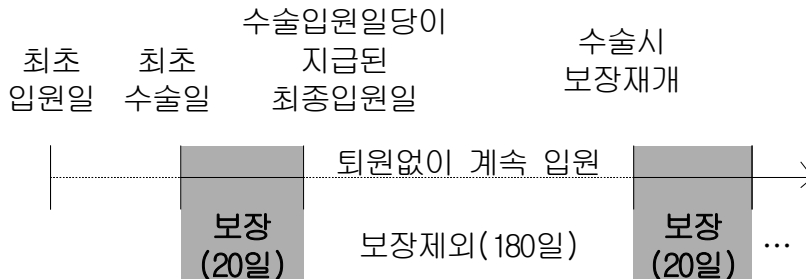 최초
입원일
최초
수술일
수술입원일당이
지급된
최종입원일
수술시
보장재개
퇴원없이 계속 입원
보장
(20일)
보장제외(180일)
보장
(20일)
…